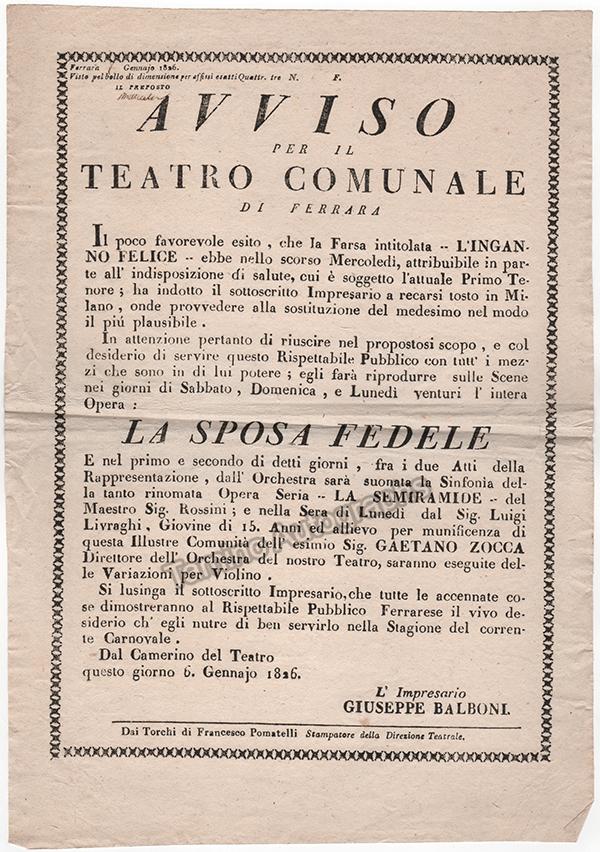 Ferrara Gennaro 1826.
Visto pel bollo di dimensione per affissi esatti Quattr. tre N. F.
IL PREPOSTO
AVVISO
PER IL
TEATRO COMUNALE
DI FERRARA
Il poco favorevole esito , che la Farsa intitolata -- L'INGAN-
NO FELICE -- ebbe nello scorso Mercoledì, attribuibile in par-
te all' indisposizione di salute, cui è soggetto l'attuale Primo Te-
nore ; ha indotto il sottoscritto Impresario a recarsi tosto in Mi-
lano , onde provvedere alla sostituzione del medesimo nel modo
il più plausibile .
In attenzione pertanto di riuscire nel propostosi scopo , e col
desiderio di servire questo Rispettabile Pubblico con tutt' i mez-
zi che sono in di lui potere ; egli farà riprodurre sulle Scene
nei giorni di Sabbato , Domenica , e Lunedì venturi l' intera
Opera :
LA SPOSA FEDELE
E nel primo e secondo di detti giorni , fra i due Atti della
Rappresentazione , dall' Orchestra sarà suonata la Sinfonia del-
la tanto rinomata Opera Seria -- LA SEMIRAMIDE -- del
Maestro Sig. Rossini ; e nella Sera di Lunedì dal Sig. Luigi
Livraghi, Giovine di 15. Anni ed allievo per munificenza di
questa Illustre Comunità dell' esimio Sig. GAETANO ZOCCA
Direttore dell' Orchestra del nostro Teatro, saranno eseguite del-
le Variazioni per Violino .
Si lusinga il sottoscritto Impresario, che tutte le accennate co-
se dimostreranno al Rispettabile Pubblico Ferrarese il vivo de-
siderio ch' egli nutre di ben servirlo nella Stagione del corren-
te Carnovale .
Dal Camerino del Teatro
questo giorno 6. Gennajo 1826.
L' Impresario
GIUSEPPE BALBONI.
Dai Torchi di Francesco Pomatelli Stampatore della Direzione Teatrale.